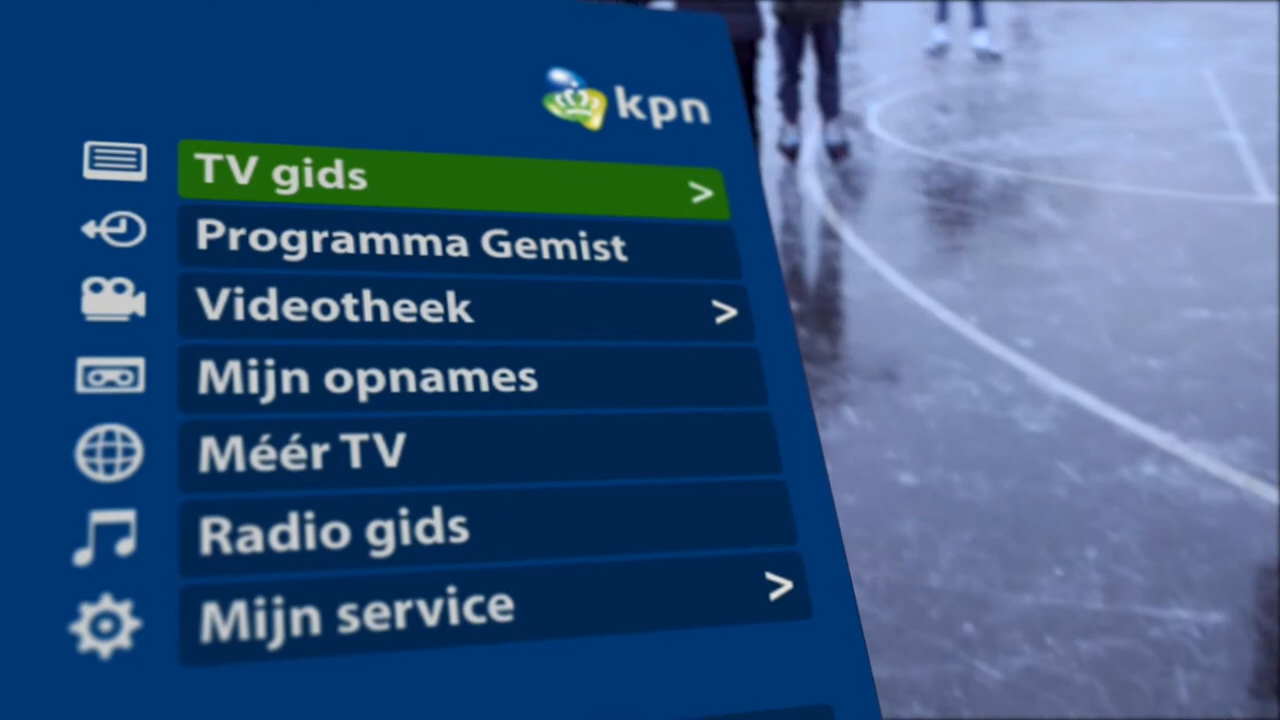 kpn
TV gids >
Programma Gemist
Videotheek >
Mijn opnames
Méér TV
Radio gids
Mijn service >